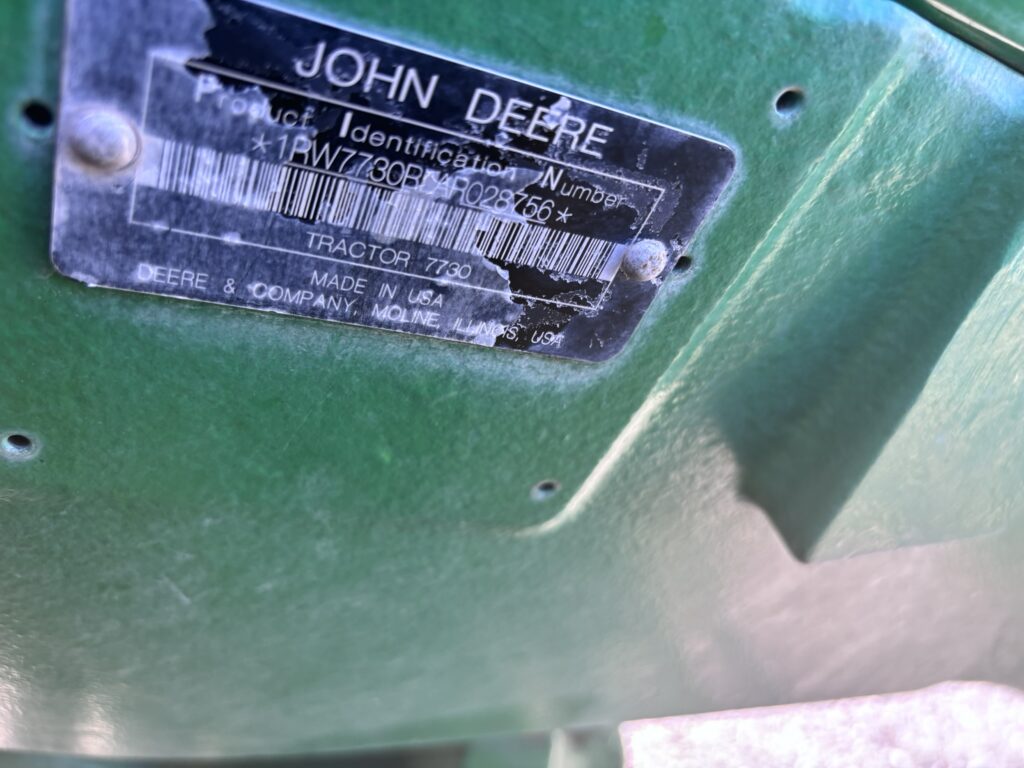 JOHN DEERE
Product Identification Number
TRACTOR 7730
MADE IN USA
DEERE & COMPANY, MOLINE, ILLINOIS, USA